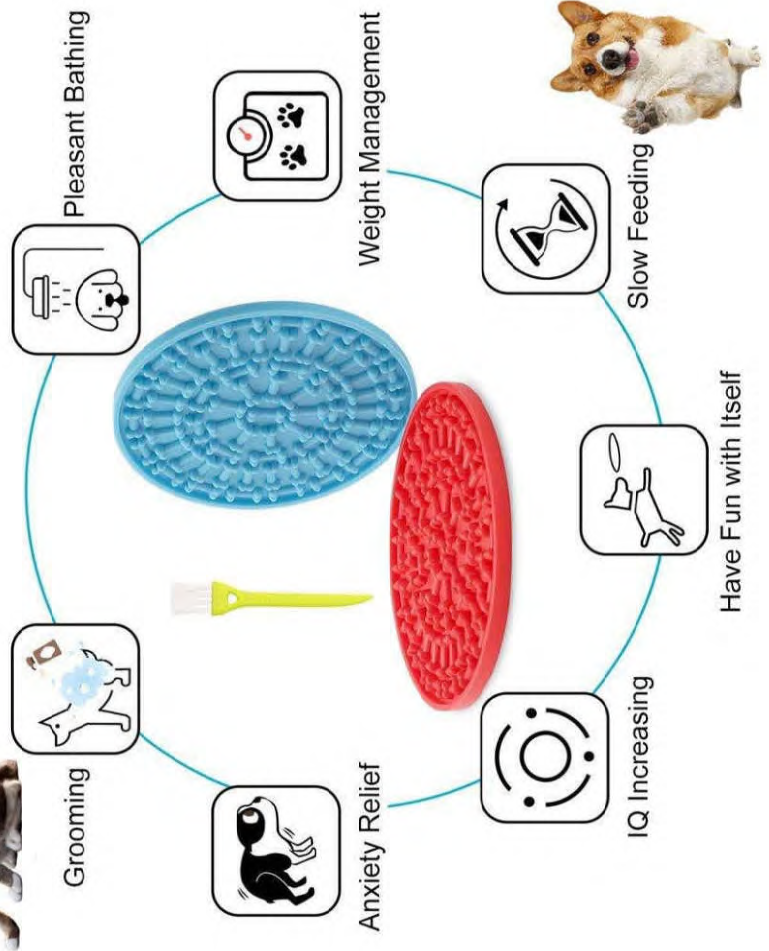 Grooming
Pleasant Bathing
Anxiety Relief
Weight Management
IQ Increasing
Slow Feeding
Have Fun with Itself